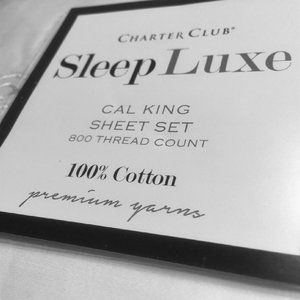 CHARTER CLUB®
Sleep Luxe
CAL KING
SHEET SET
800 THREAD COUNT
100% Cotton
premium yarns